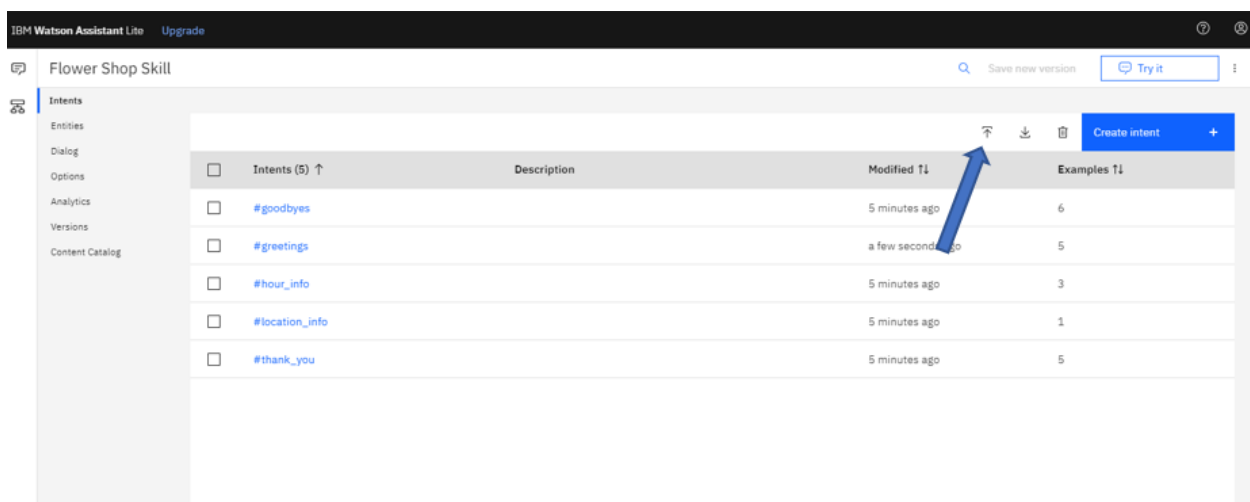 IBM Watson Assistant Lite Upgrade
Flower Shop Skill Save new version Try it
Intents
Entities
Dialog
Options
Analytics
Versions
Content Catalog
Create intent +
Intents (5) ↑ Description Modified ↑↓ Examples ↑↓
#goodbyes 5 minutes ago 6
#greetings a few second go 5
#hour_info 5 minutes ago 3
#location_info 5 minutes ago 1
#thank_you 5 minutes ago 5